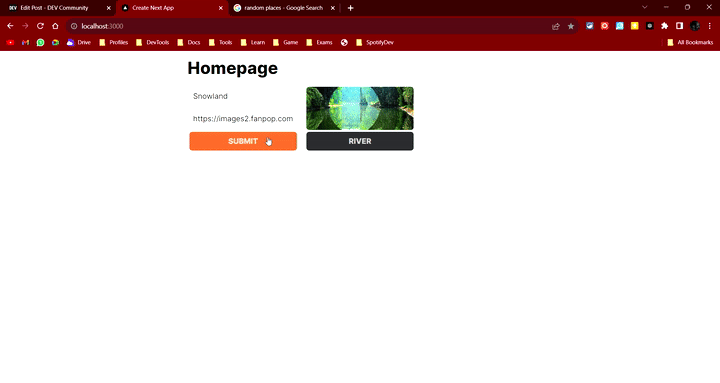 DEV Edit Post - DEV Community
Create Next App
random places - Google Search
localhost:3000
Drive
Profiles
DevTools
Docs
Tools
Learn
Game
Exams
SpotifyDev
All Bookmarks
Homepage
Snowland
https://images2.fanpop.com
SUBMIT
RIVER